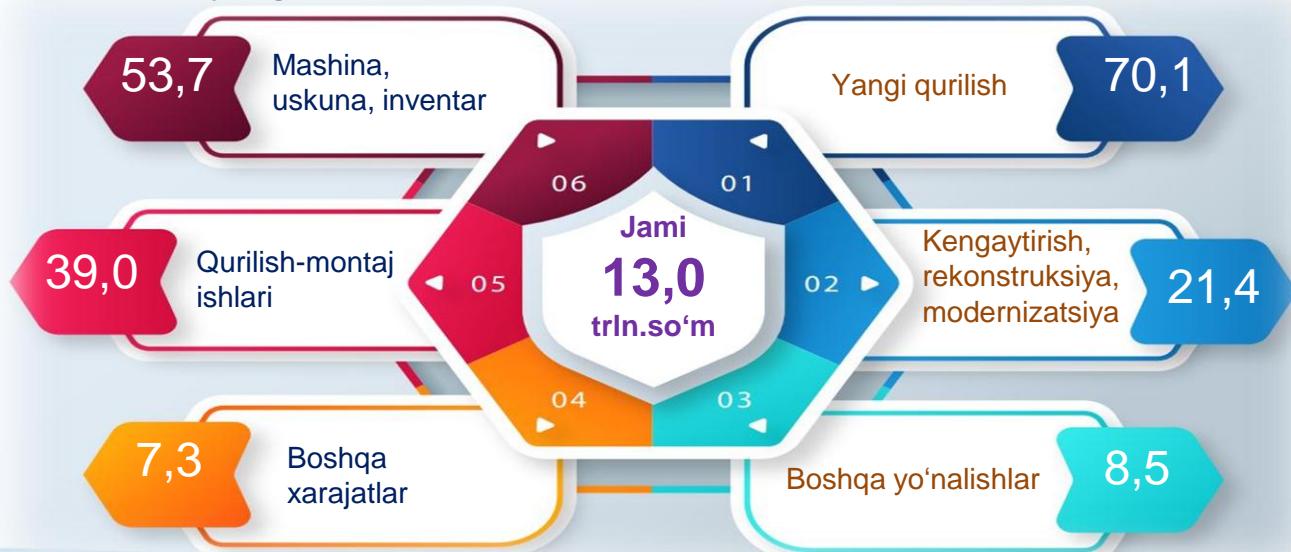 53,7
Mashina,
uskuna, inventar
Yangi qurilish
70,1
06
01
39,0
Qurilish-montaj
ishlari
05
Jami
13,0
trln.so‘m
02
Kengaytirish,
rekonstruksiya,
modernizatsiya
21,4
04
03
7,3
Boshqa
xarajatlar
Boshqa yo‘nalishlar
8,5